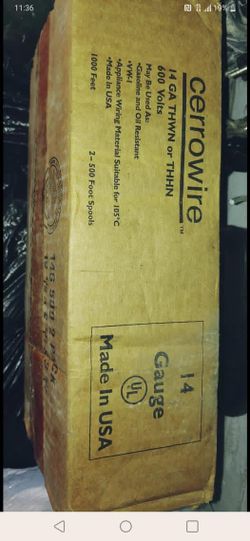 11:36
19%
cerrowire™
14 GA THWN or THHN
600 Volts
May Be Used As:
•Gasoline and Oil Resistant
•VW-1
•Appliance Wiring Material Suitable for 105°C
•Made In USA
1000 Feet
2-500 Foot Spools
14
Gauge
UL
Made In USA